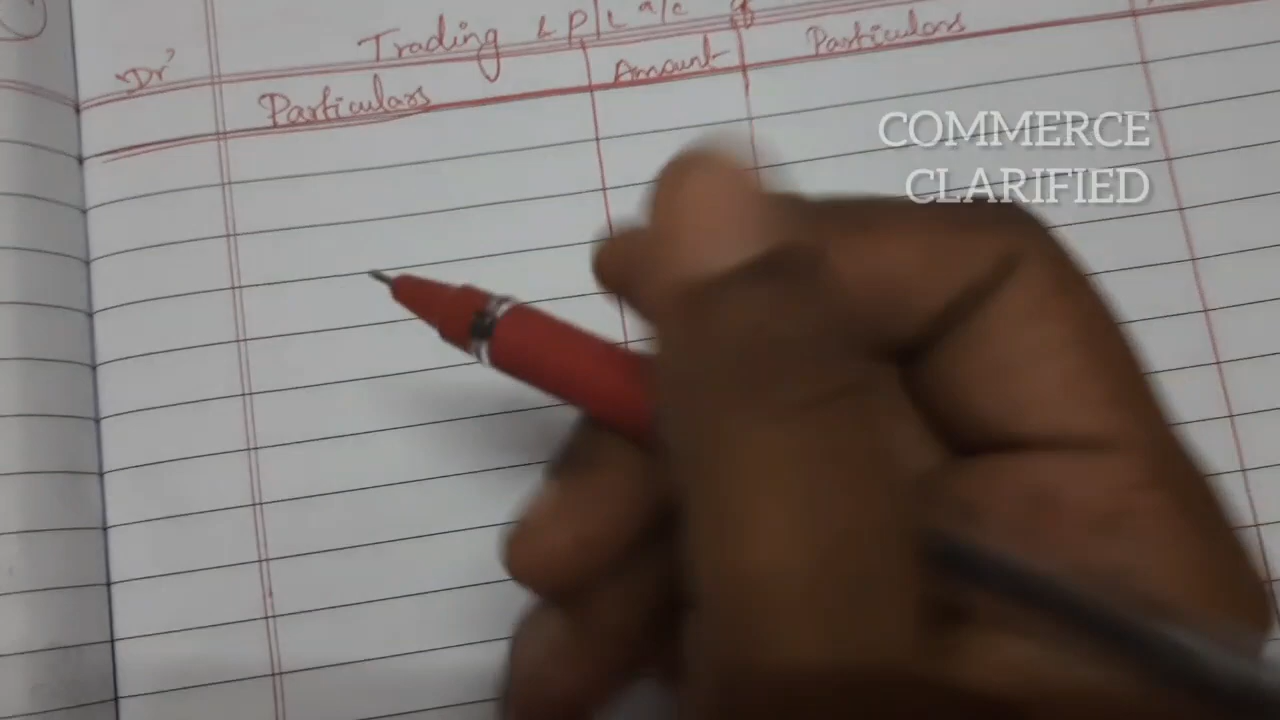 Trading & P/L a/c
Dr
Particulars Amount Particulars
COMMERCE
CLARIFIED